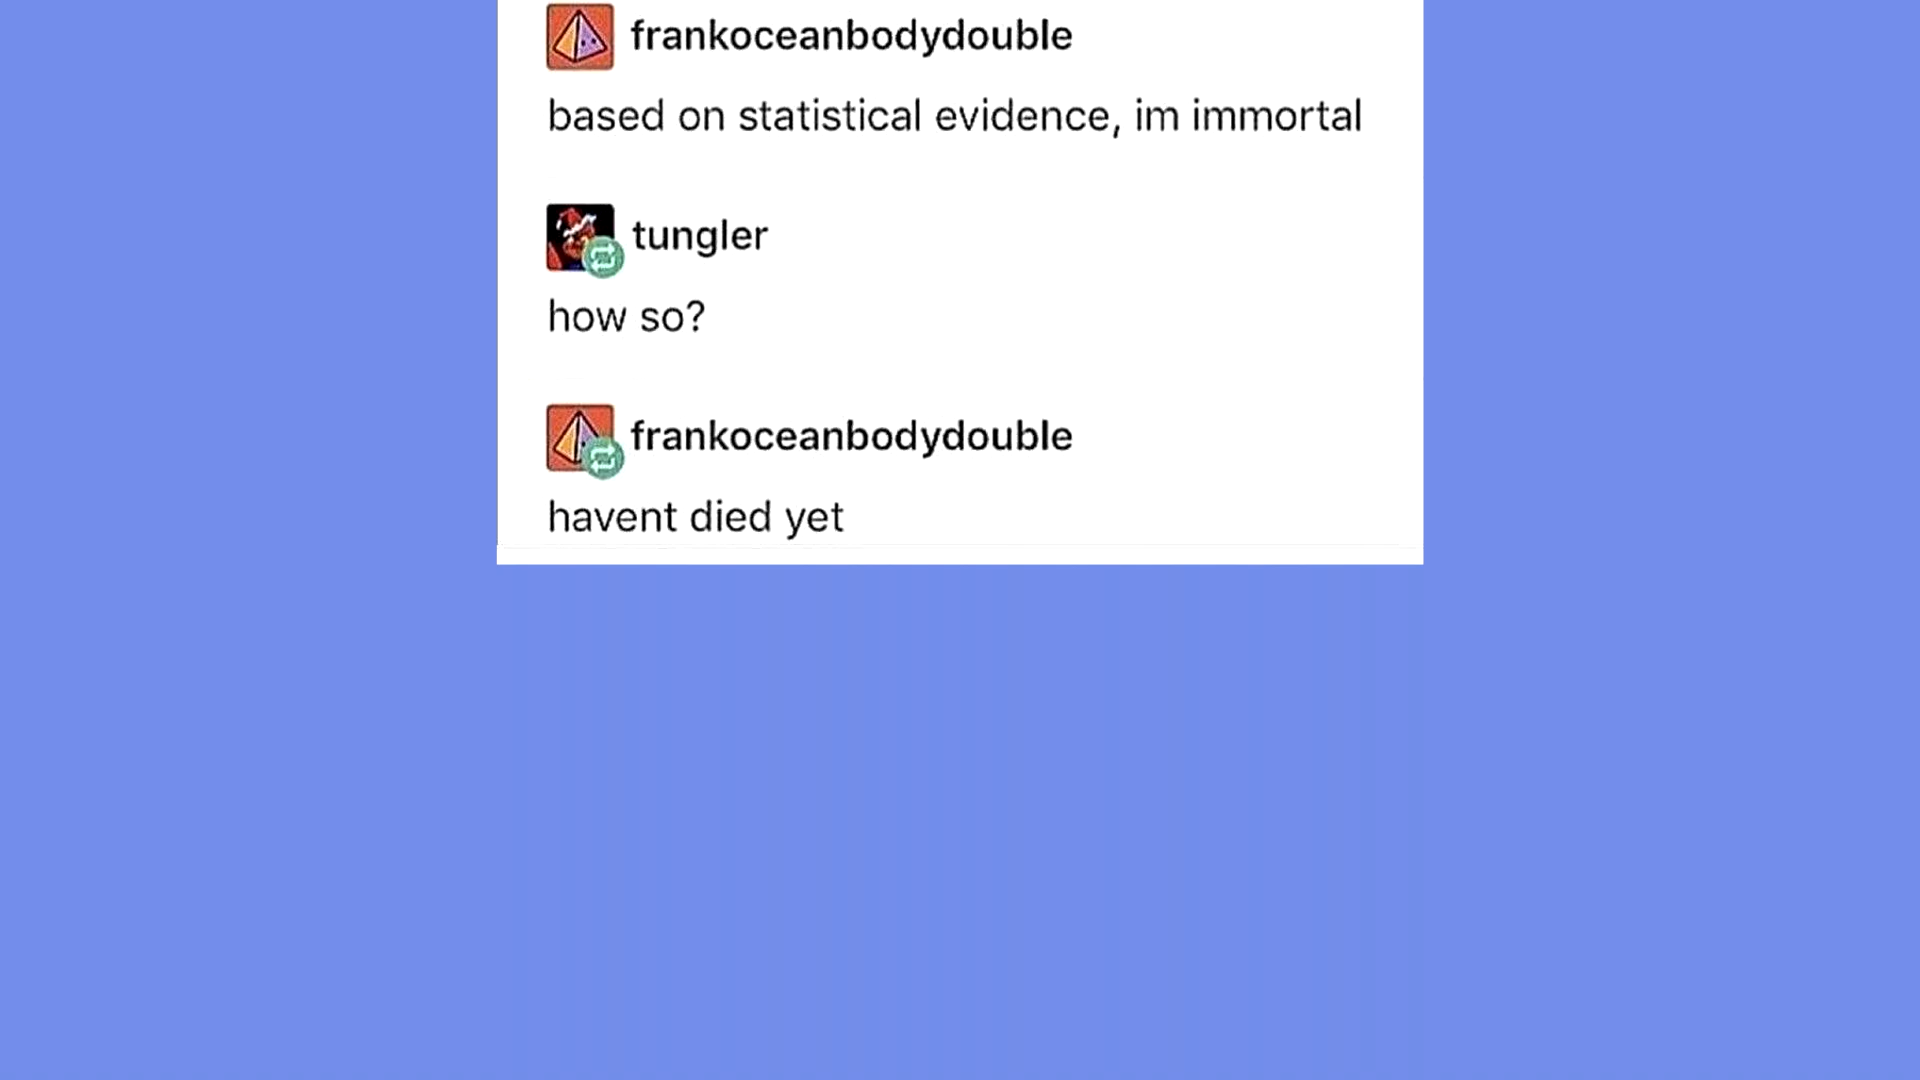 frankoceanbodydouble
based on statistical evidence, im immortal
tungler
how so?
frankoceanbodydouble
havent died yet